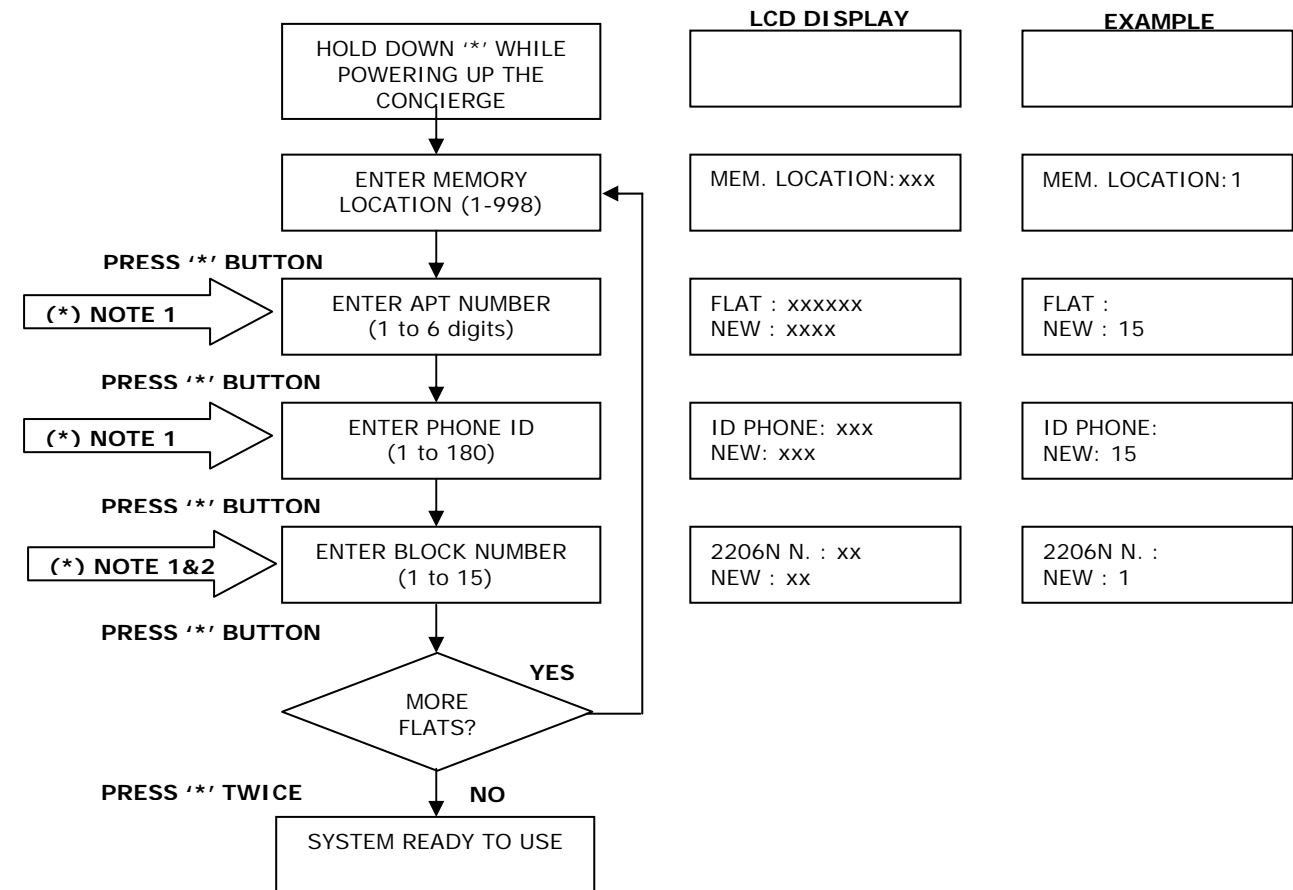 LCD DISPLAY
EXAMPLE
HOLD DOWN ‘*’ WHILE
POWERING UP THE
CONCIERGE
ENTER MEMORY
LOCATION (1-998)
MEM. LOCATION:xxx
MEM. LOCATION:1
PRESS ‘*’ BUTTON
(*) NOTE 1
ENTER APT NUMBER
(1 to 6 digits)
FLAT : xxxxxx
NEW : xxxx
FLAT :
NEW : 15
PRESS ‘*’ BUTTON
(*) NOTE 1
ENTER PHONE ID
(1 to 180)
ID PHONE: xxx
NEW: xxx
ID PHONE:
NEW: 15
PRESS ‘*’ BUTTON
(*) NOTE 1&2
ENTER BLOCK NUMBER
(1 to 15)
2206N N. : xx
NEW : xx
2206N N. :
NEW : 1
PRESS ‘*’ BUTTON
YES
MORE
FLATS?
PRESS ‘*’ TWICE
NO
SYSTEM READY TO USE